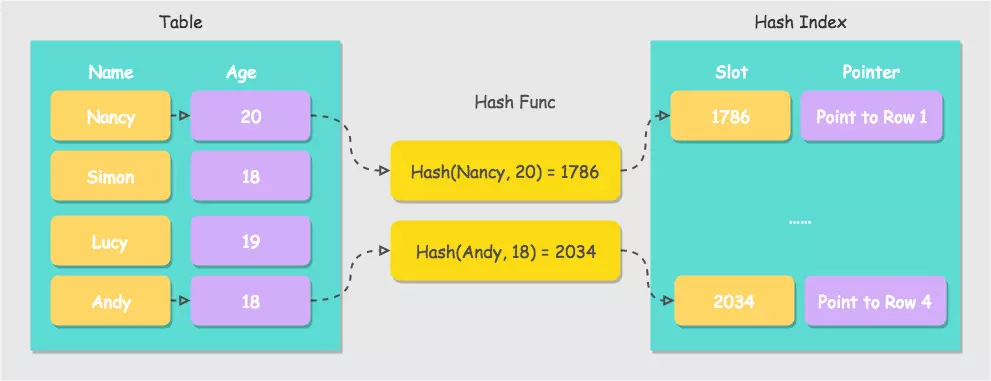 Table
Name Age
Nancy 20
Simon 18
Lucy 19
Andy 18
Hash Func
Hash(Nancy, 20) = 1786
Hash(Andy, 18) = 2034
Hash Index
Slot Pointer
1786 Point to Row 1
......
2034 Point to Row 4